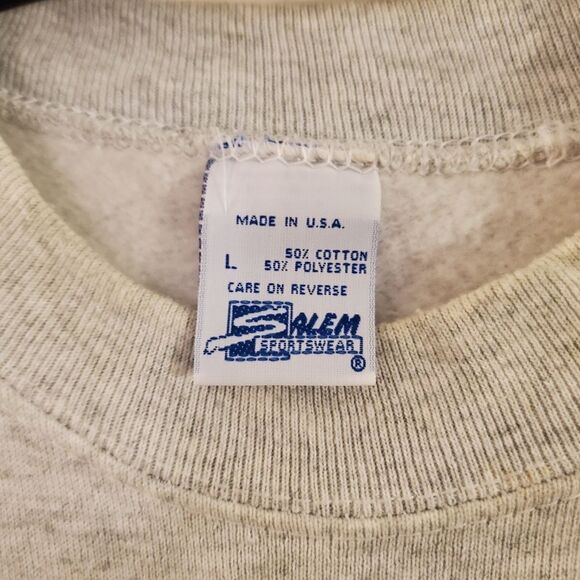 MADE IN U.S.A.
L 50% COTTON
50% POLYESTER
CARE ON REVERSE
SALEM
SPORTSWEAR
®